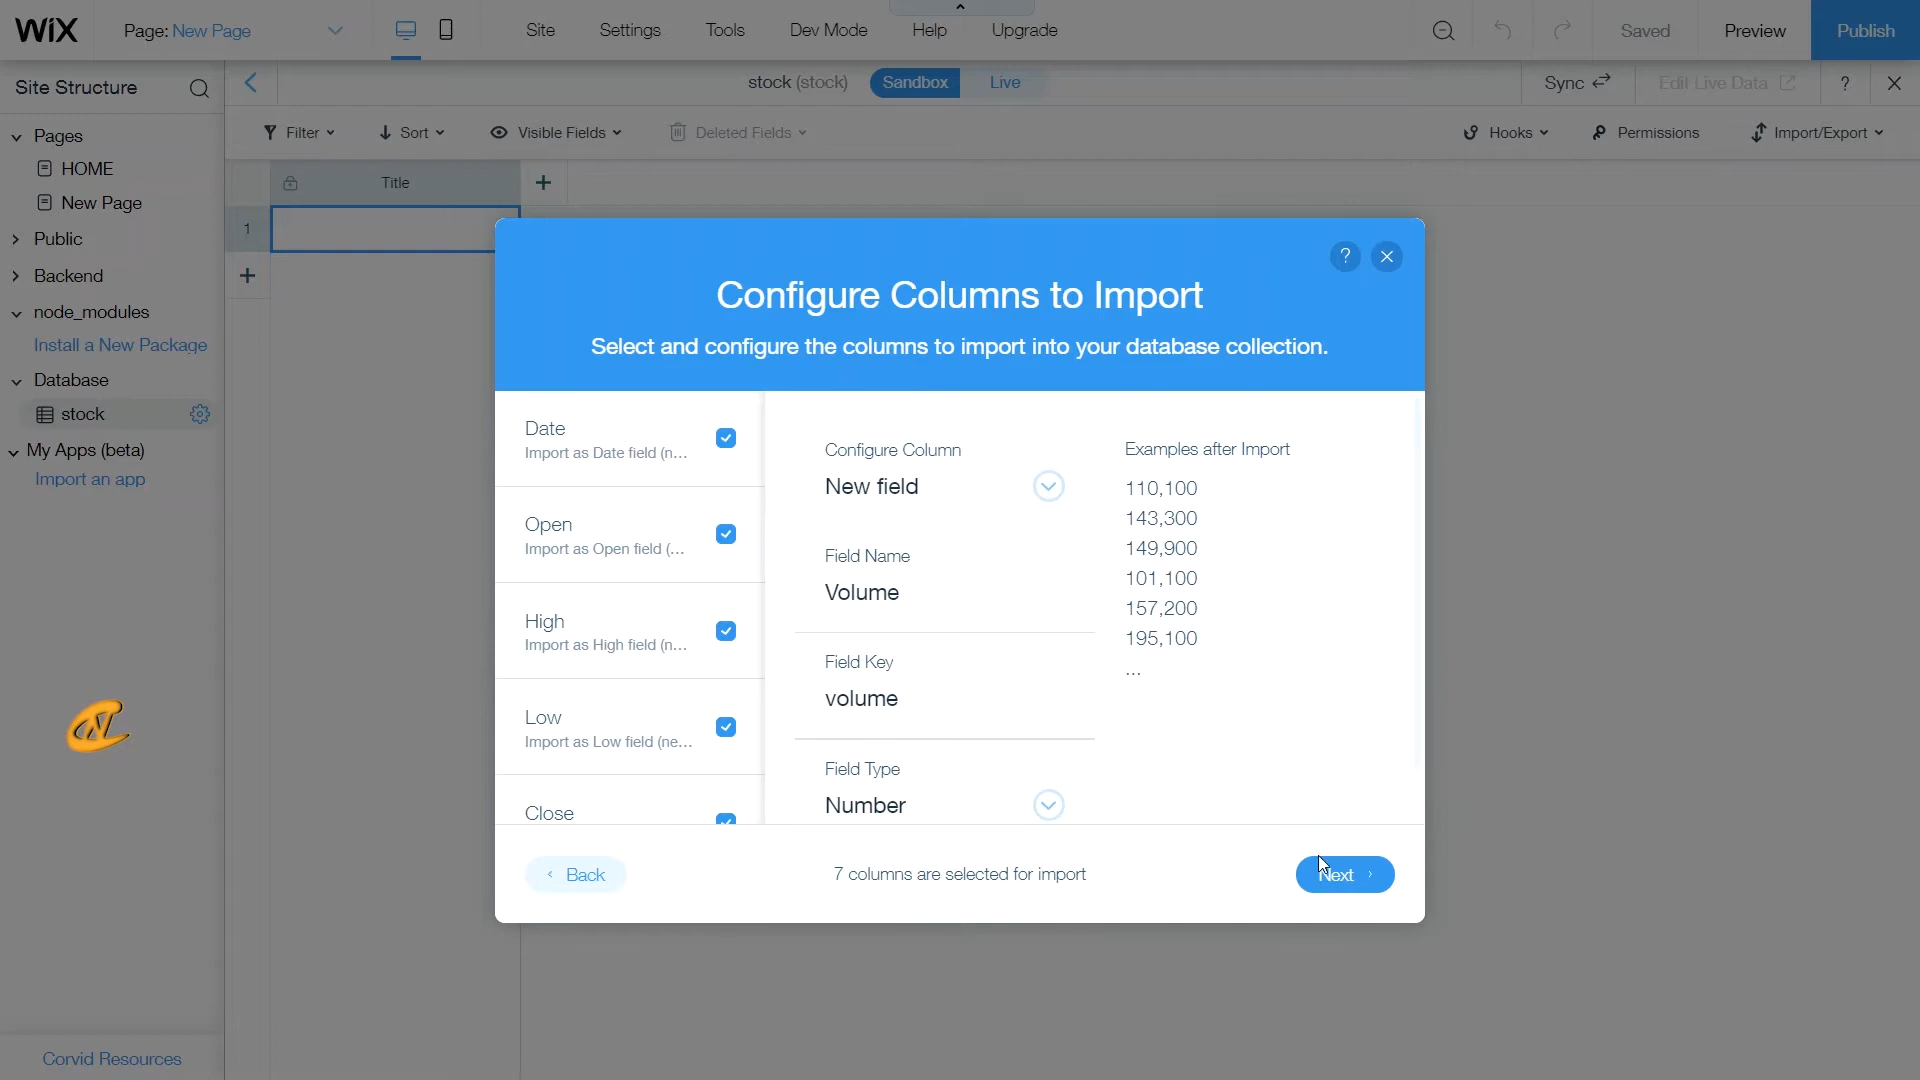 WiX Page: New Page Site Settings Tools Dev Mode Help Upgrade Saved Preview Publish
Site Structure
stock (stock) Sandbox Live Sync Edit Live Data ?
Filter Sort Visible Fields Deleted Fields Hooks Permissions Import/Export
Pages
HOME
New Page
Public
Backend
node_modules
Install a New Package
Database
stock
My Apps (beta)
Import an app
Corvid Resources
Title
1
?
Configure Columns to Import
Select and configure the columns to import into your database collection.
Date
Import as Date field (n...
Open
Import as Open field (...
High
Import as High field (n...
Low
Import as Low field (ne...
Close
Configure Column
New field
Field Name
Volume
Field Key
volume
Field Type
Number
Examples after Import
110,100
143,300
149,900
101,100
157,200
195,100
...
Back
7 columns are selected for import
Next